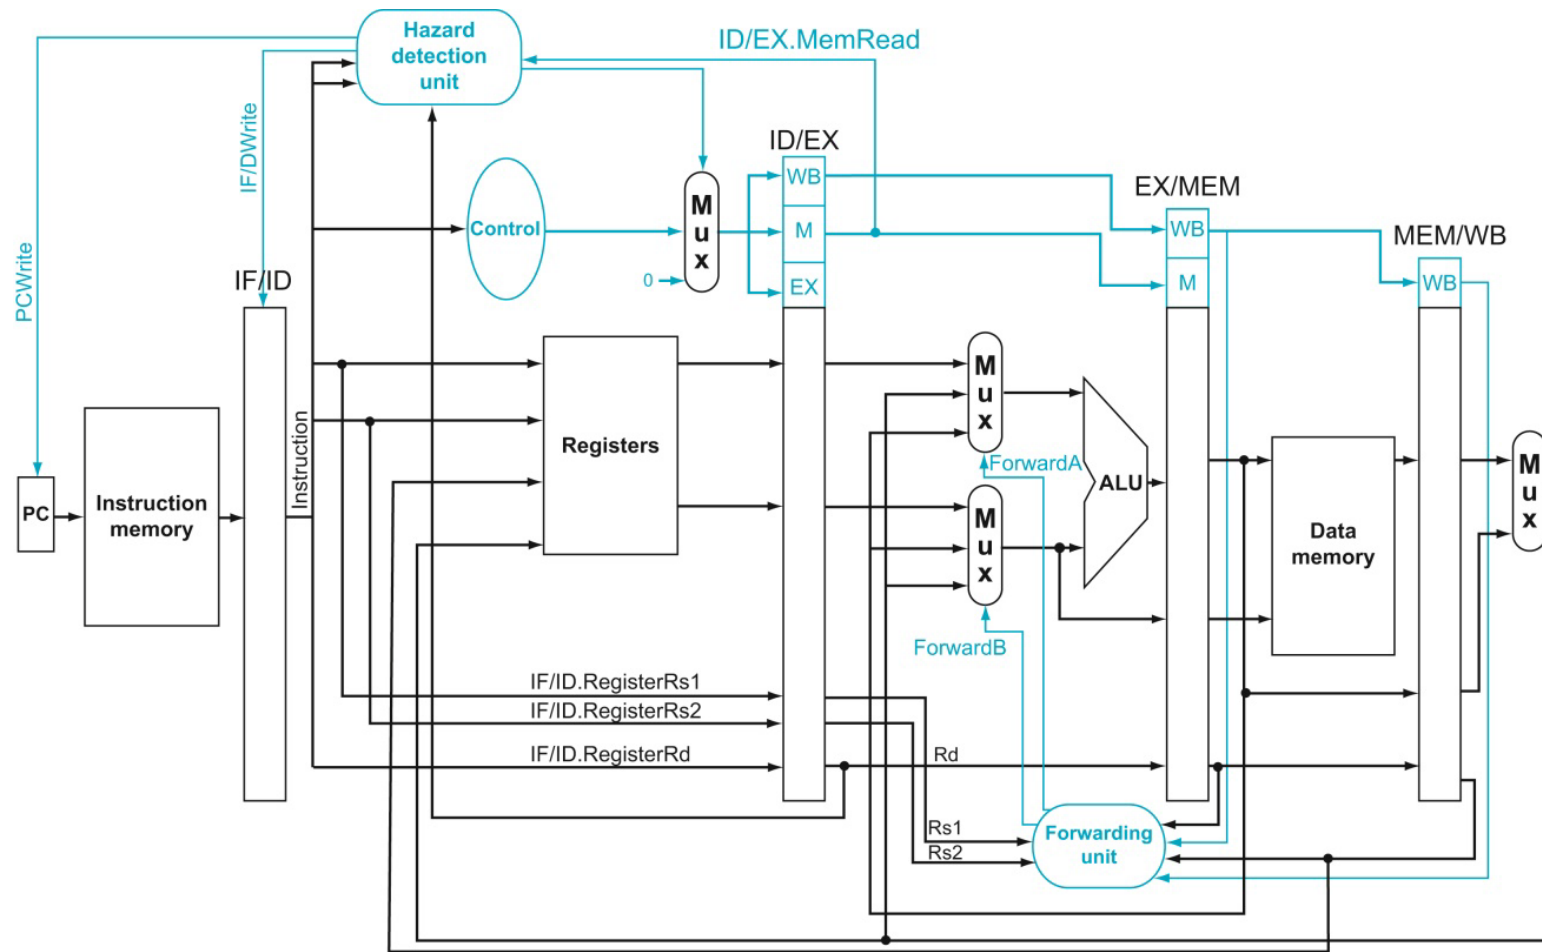 Hazard
detection
unit
ID/EX.MemRead
IF/DWrite
PCWrite
ID/EX
WB
M
EX
Control
M
u
x
0
EX/MEM
WB
M
MEM/WB
WB
IF/ID
Instruction
PC
Instruction
memory
Registers
M
u
x
ForwardA
M
u
x
ForwardB
ALU
Data
memory
M
u
x
IF/ID.RegisterRs1
IF/ID.RegisterRs2
IF/ID.RegisterRd
Rd
Rs1
Rs2
Forwarding
unit